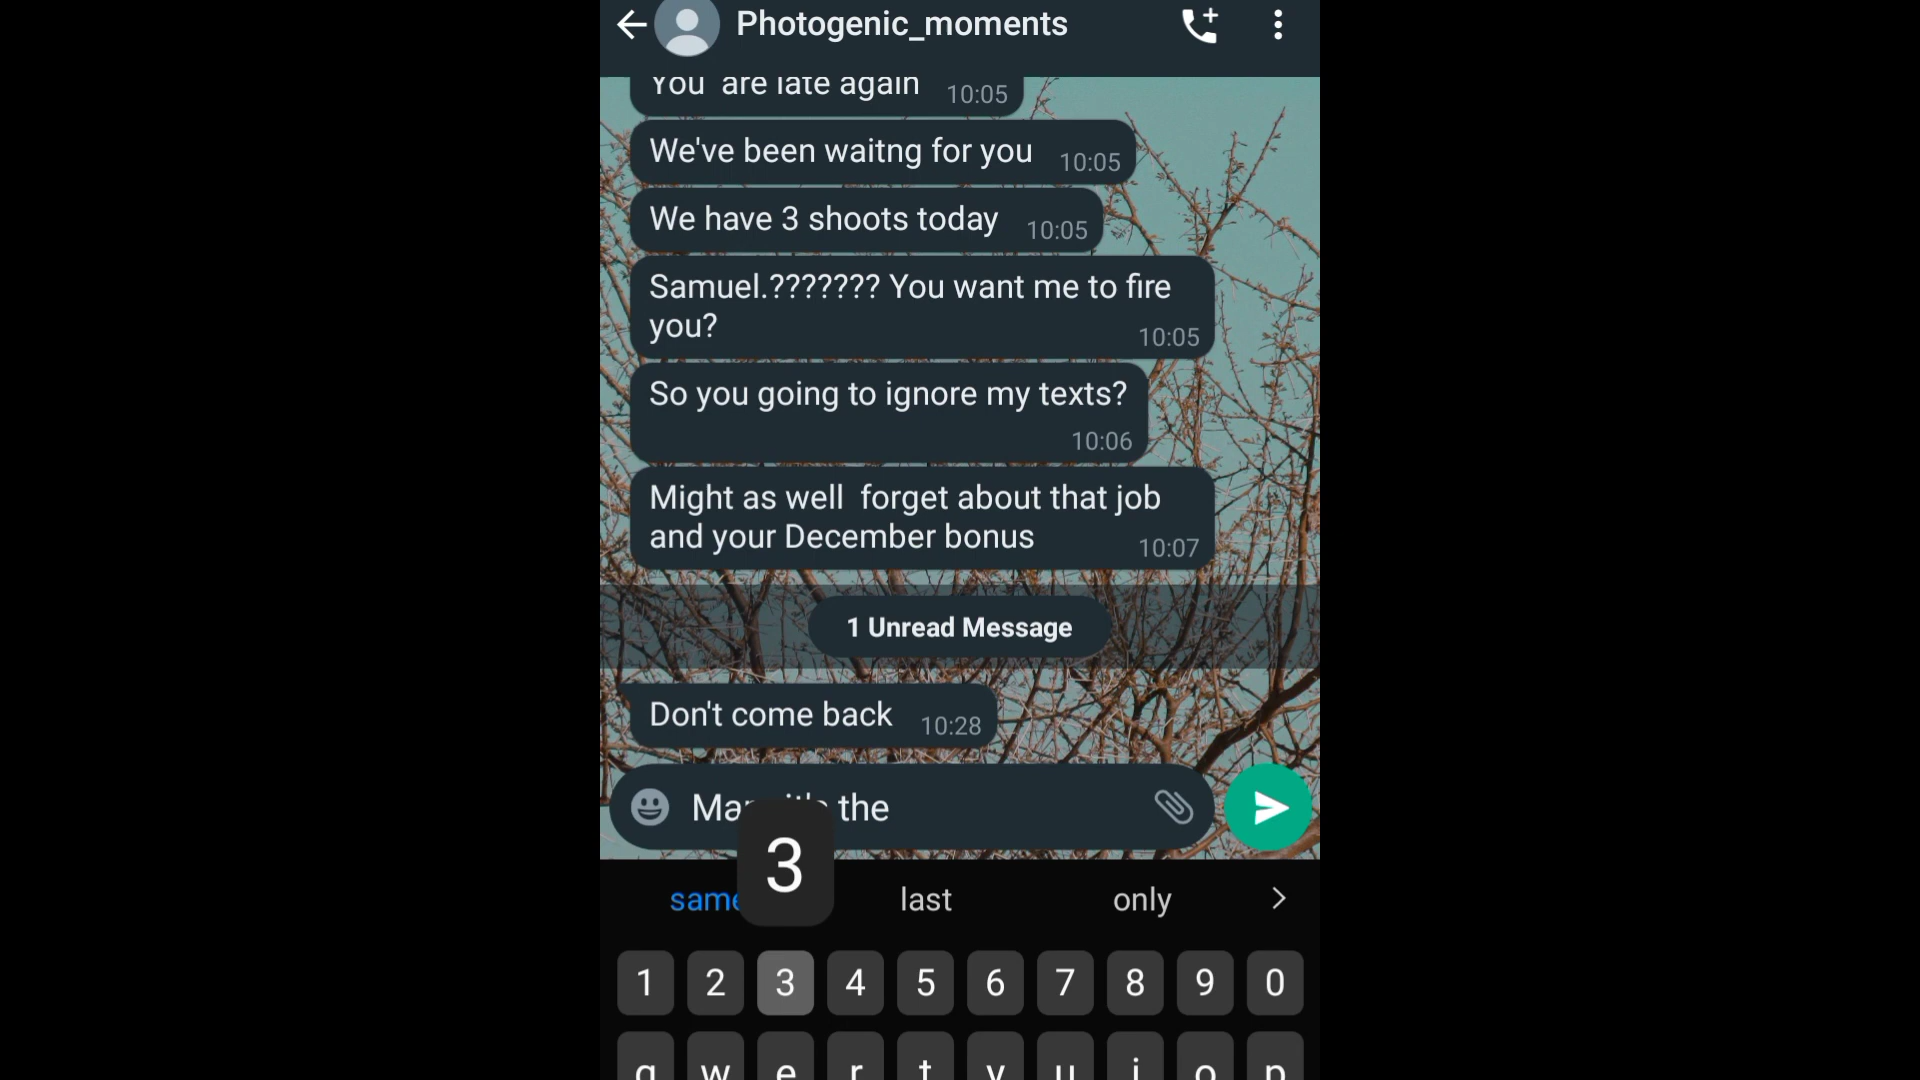 Photogenic_moments
You are late again 10:05
We've been waitng for you 10:05
We have 3 shoots today 10:05
Samuel.??????? You want me to fire
you? 10:05
So you going to ignore my texts?
10:06
Might as well forget about that job
and your December bonus 10:07
1 Unread Message
Don't come back 10:28
the
3
same last only
1 2 3 4 5 6 7 8 9 0
q w e r t y u i o p